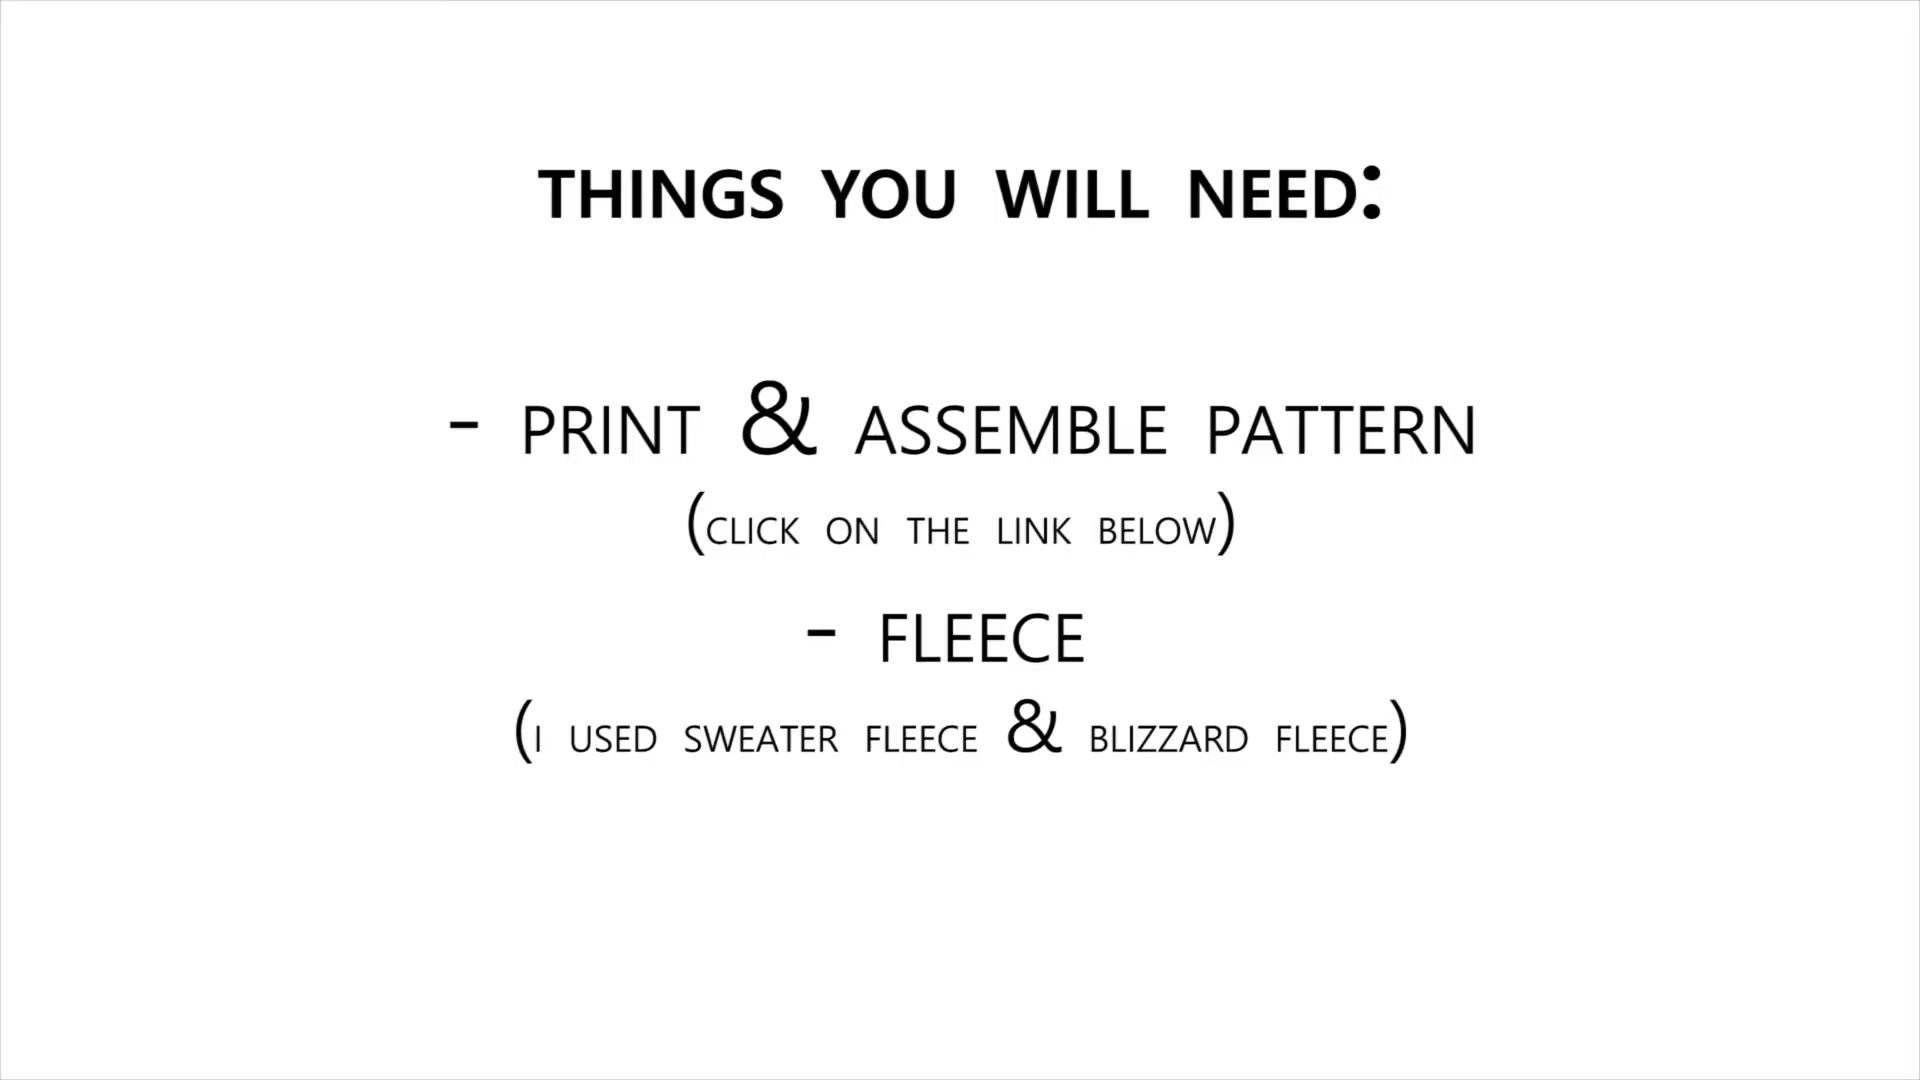 THINGS YOU WILL NEED:
- PRINT & ASSEMBLE PATTERN
(CLICK ON THE LINK BELOW)
- FLEECE
(I USED SWEATER FLEECE & BLIZZARD FLEECE)